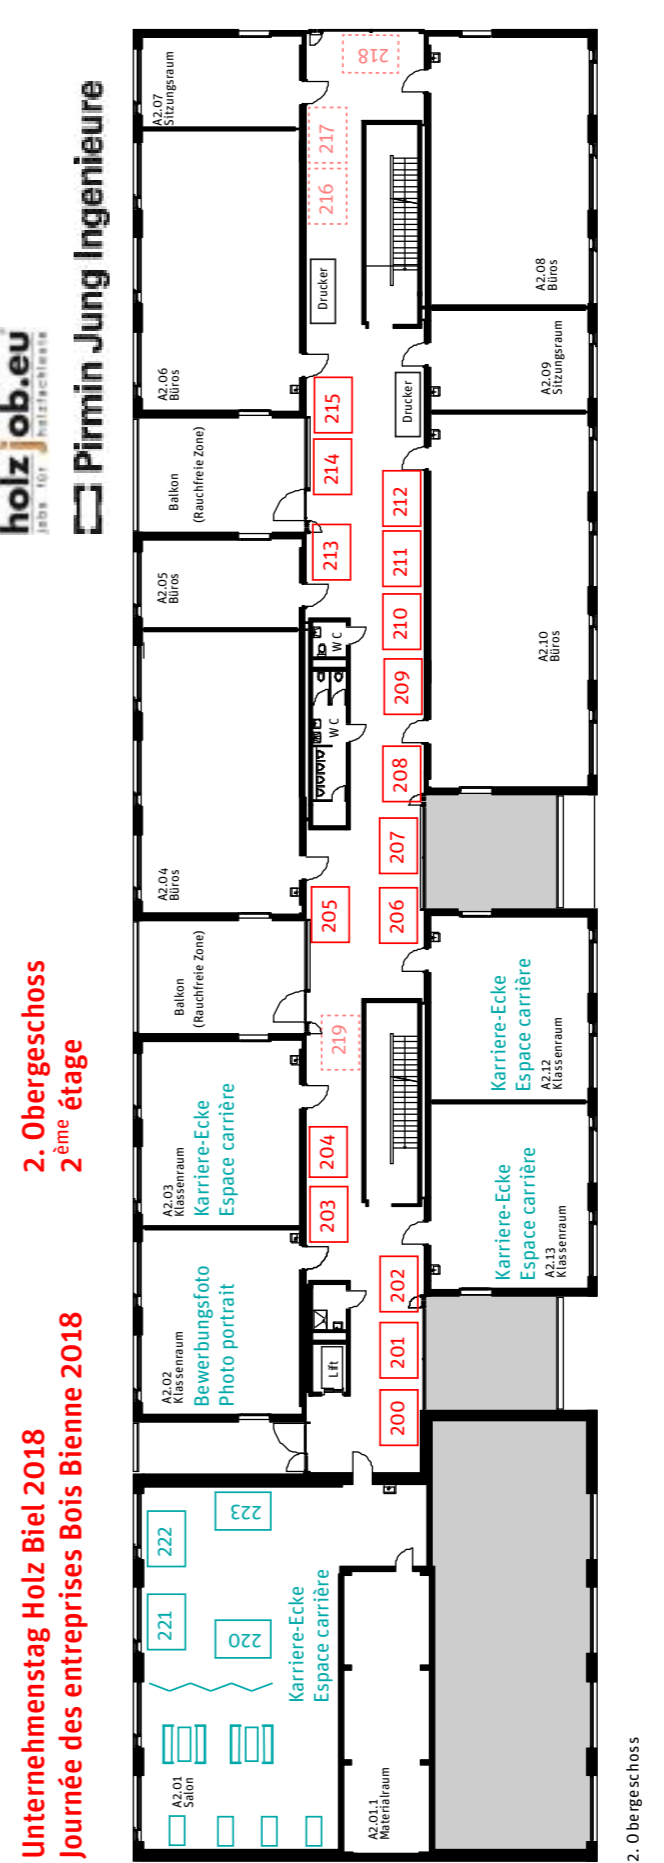 Unternehmenstag Holz Biel 2018
Journée des entreprises Bois Bienne 2018
2. Obergeschoss
2ème étage
holzjob.eu
jobs für holzfachleute
Pirmin Jung Ingenieure
A2.01
Salon
Karriere-Ecke
Espace carrière
220
221
222
223
A2.01.1
Materialraum
A2.02
Klassenraum
Bewerbungsfoto
Photo portrait
A2.03
Klassenraum
Karriere-Ecke
Espace carrière
Balkon
(Rauchfreie Zone)
A2.04
Büros
A2.05
Büros
Balkon
(Rauchfreie Zone)
A2.06
Büros
A2.07
Sitzungsraum
Lift
203
204
219
205
WC
WC
213
214
215
Drucker
216
217
218
200
201
202
206
207
208
209
210
211
212
Drucker
A2.13
Klassenraum
Karriere-Ecke
Espace carrière
A2.12
Klassenraum
Karriere-Ecke
Espace carrière
A2.10
Büros
A2.09
Sitzungsraum
A2.08
Büros
2. Obergeschoss